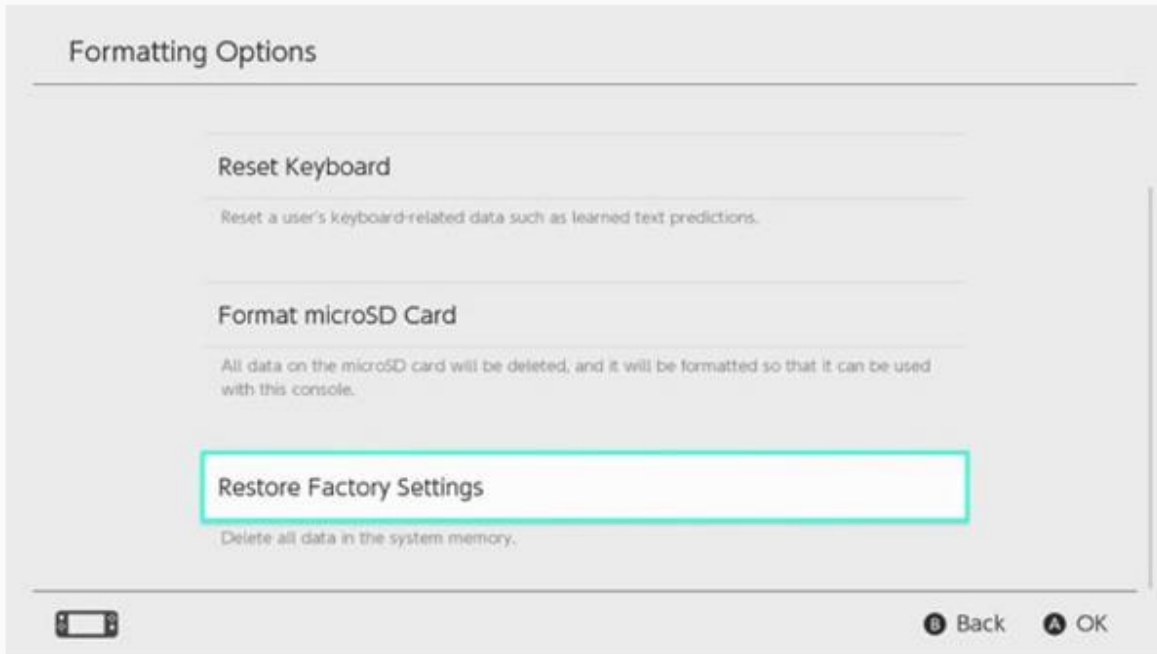 Formatting Options
Reset Keyboard
Reset a user's keyboard-related data such as learned text predictions.
Format microSD Card
All data on the microSD card will be deleted, and it will be formatted so that it can be used
with this console.
Restore Factory Settings
Delete all data in the system memory.
B Back A OK